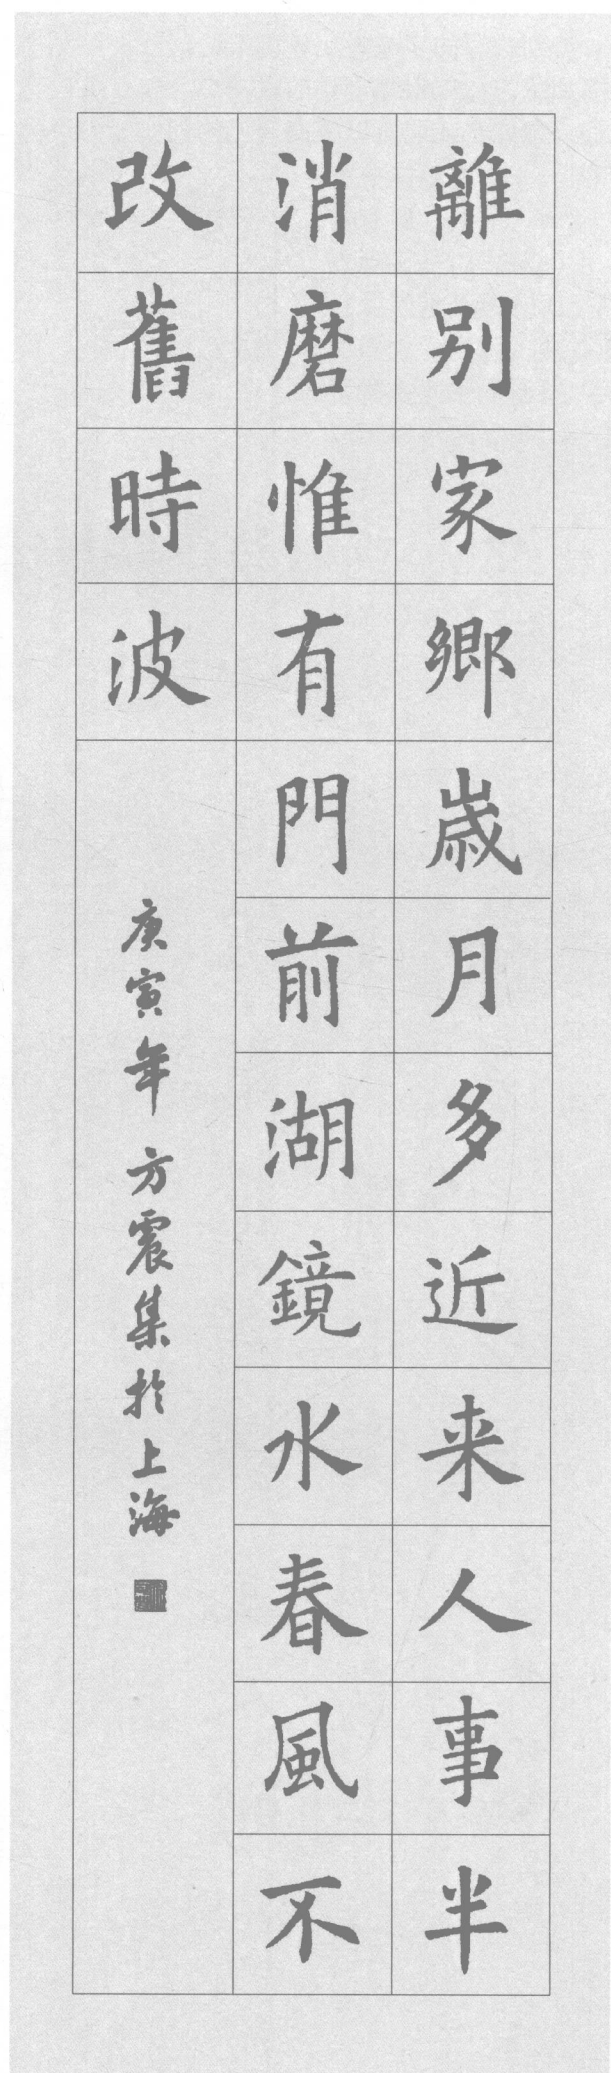 離别家鄉歲月多近来人事半
消磨惟有門前湖鏡水春風不
改舊時波
庚寅年方震集於上海